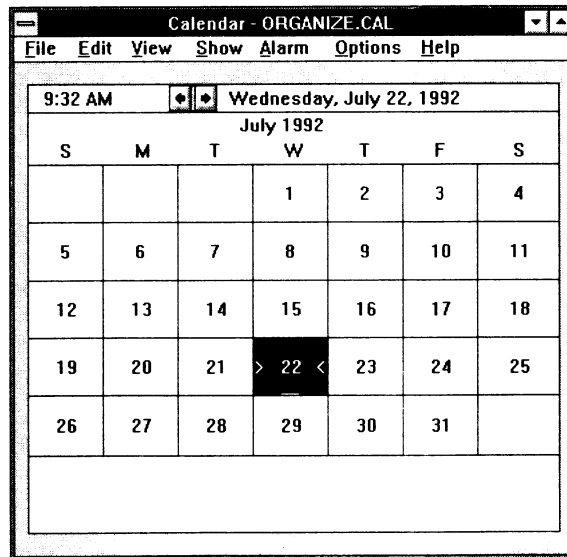 Calendar - ORGANIZE.CAL
File Edit View Show Alarm Options Help
9:32 AM Wednesday, July 22, 1992
July 1992
S M T W T F S
1 2 3 4
5 6 7 8 9 10 11
12 13 14 15 16 17 18
19 20 21 > 22 < 23 24 25
26 27 28 29 30 31